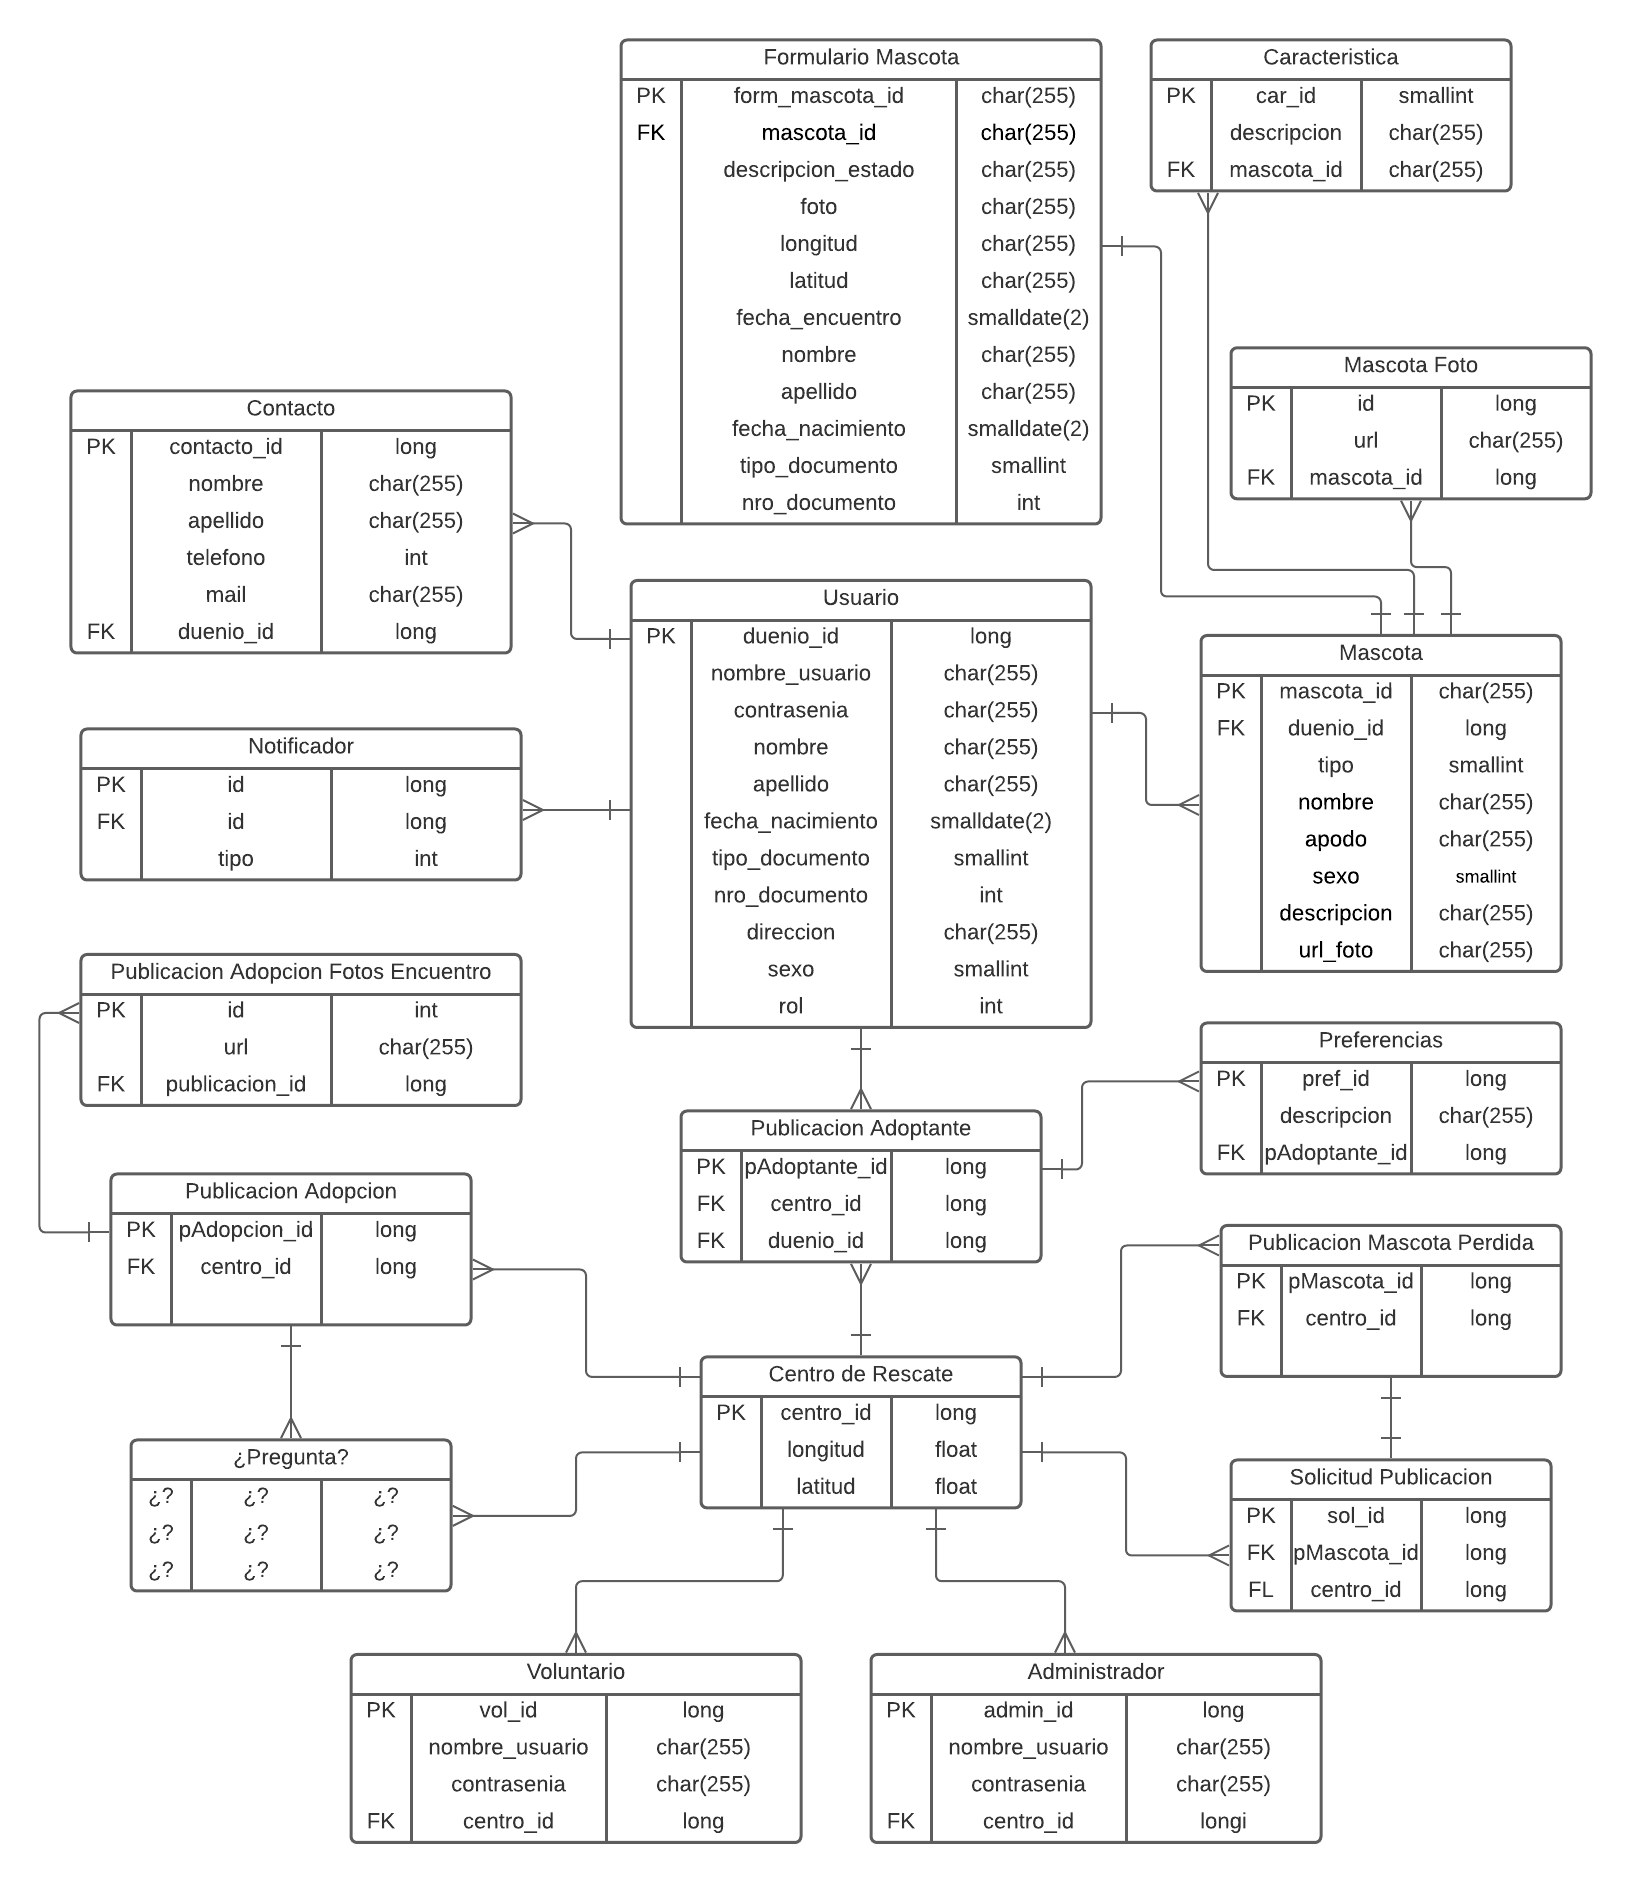 Formulario Mascota
PK form_mascota_id char(255)
FK mascota_id char(255)
descripcion_estado char(255)
foto char(255)
longitud char(255)
latitud char(255)
fecha_encuentro smalldate(2)
nombre char(255)
apellido char(255)
fecha_nacimiento smalldate(2)
tipo_documento smallint
nro_documento int
Caracteristica
PK car_id smallint
descripcion char(255)
FK mascota_id char(255)
Mascota Foto
PK id long
url char(255)
FK mascota_id long
Contacto
PK contacto_id long
nombre char(255)
apellido char(255)
telefono int
mail char(255)
FK duenio_id long
Usuario
PK duenio_id long
nombre_usuario char(255)
contrasenia char(255)
nombre char(255)
apellido char(255)
fecha_nacimiento smalldate(2)
tipo_documento smallint
nro_documento int
direccion char(255)
sexo smallint
rol int
Mascota
PK mascota_id char(255)
FK duenio_id long
tipo smallint
nombre char(255)
apodo char(255)
sexo smallint
descripcion char(255)
url_foto char(255)
Notificador
PK id long
FK id long
tipo int
Publicacion Adopcion Fotos Encuentro
PK id int
url char(255)
FK publicacion_id long
Preferencias
PK pref_id long
descripcion char(255)
FK pAdoptante_id long
Publicacion Adoptante
PK pAdoptante_id long
FK centro_id long
FK duenio_id long
Publicacion Adopcion
PK pAdopcion_id long
FK centro_id long
Publicacion Mascota Perdida
PK pMascota_id long
FK centro_id long
Centro de Rescate
PK centro_id long
longitud float
latitud float
¿Pregunta?
¿? ¿? ¿?
¿? ¿? ¿?
¿? ¿? ¿?
Solicitud Publicacion
PK sol_id long
FK pMascota_id long
FL centro_id long
Voluntario
PK vol_id long
nombre_usuario char(255)
contrasenia char(255)
FK centro_id long
Administrador
PK admin_id long
nombre_usuario char(255)
contrasenia char(255)
FK centro_id longi